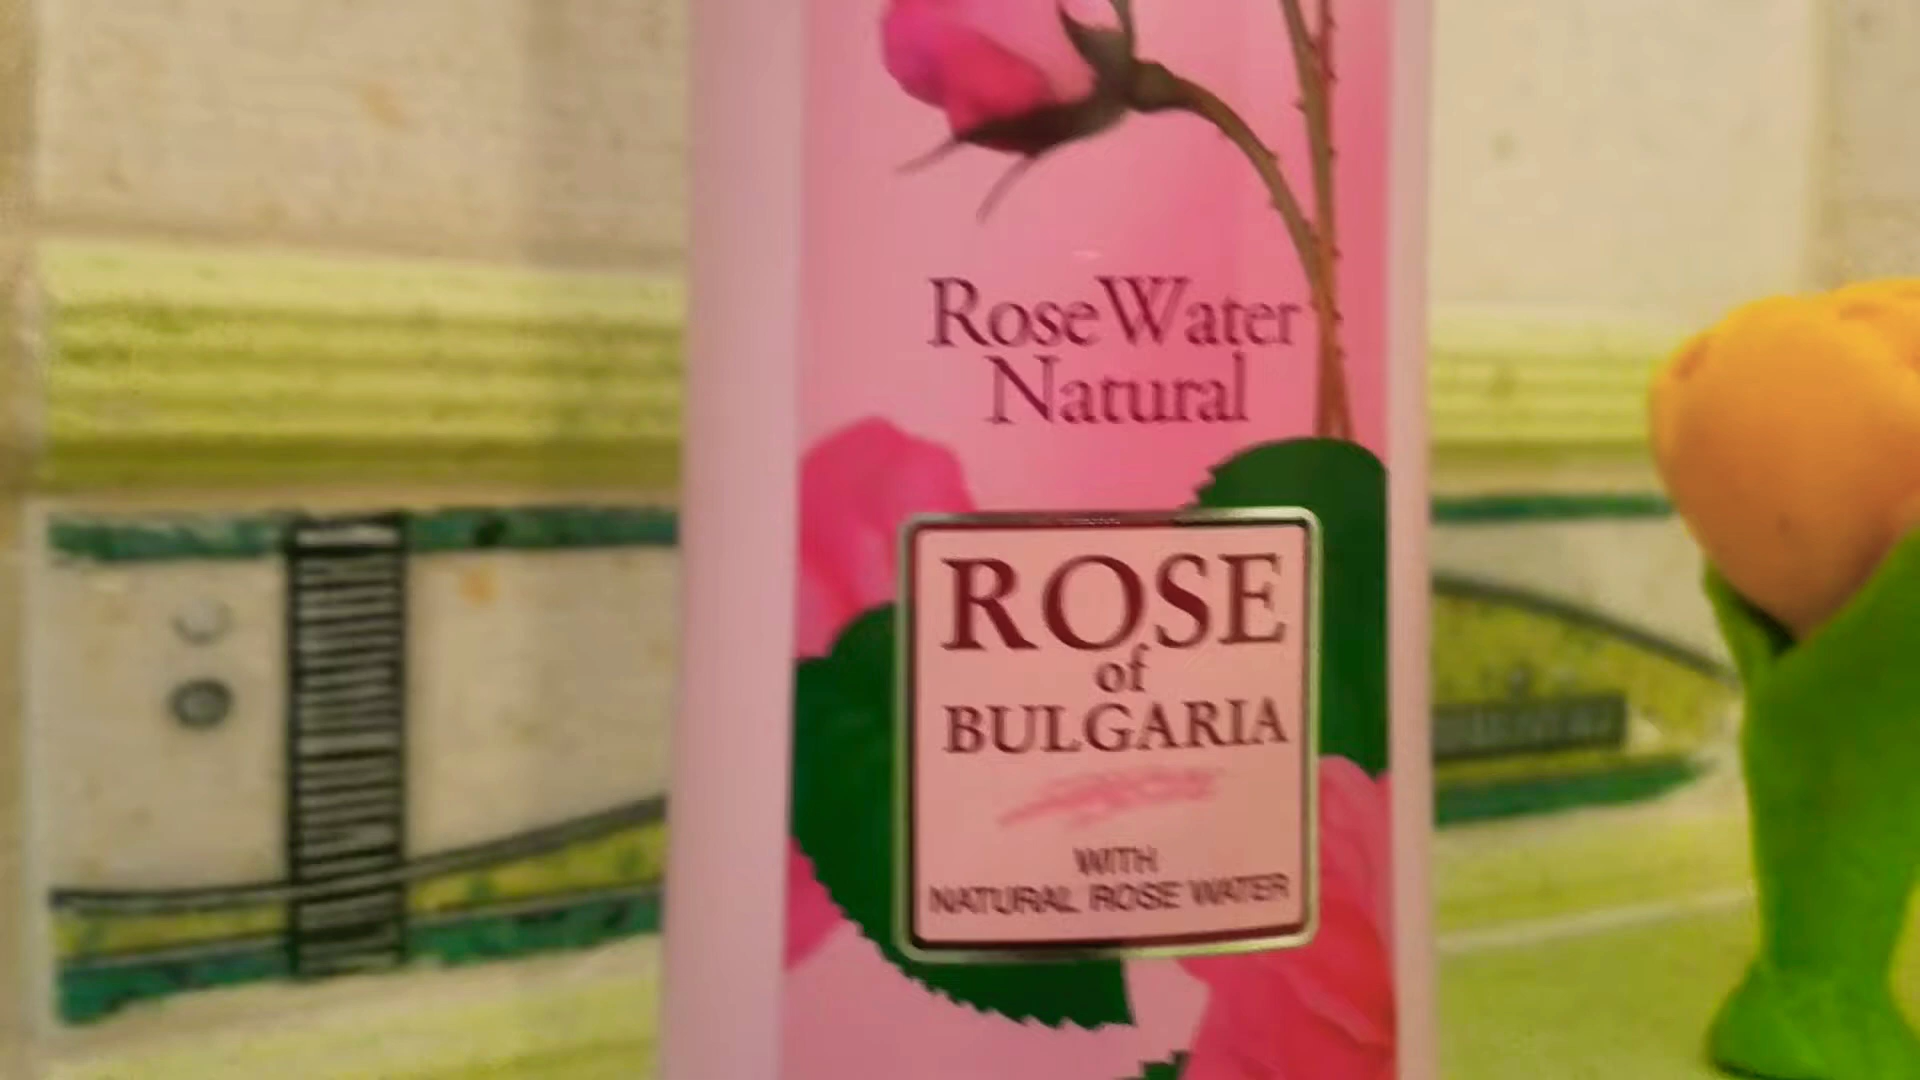 Rose Water
Natural
ROSE
of
BULGARIA
WITH
NATURAL ROSE WATER